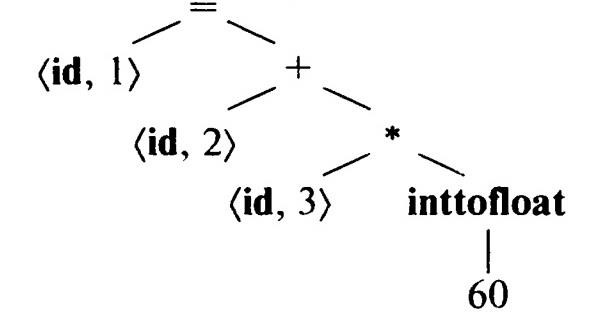 =
⟨id, 1⟩ +
⟨id, 2⟩ *
⟨id, 3⟩ inttofloat
60